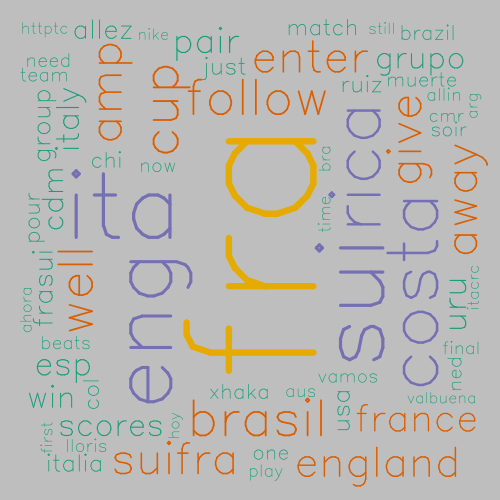 httptc allez nike match still brazil
pair enter grupo
need team just ruiz muerte
amp cup follow give allin arg
group italy cmr soir
chi now fra bra suirica away
cdm ita time costa
pour enga
ahora frasui well uru itacrc
beats final
esp vamos ned
win col xhaka aus usa valbuena
first scores hoy brasil france
lloris one
italia suifra play england